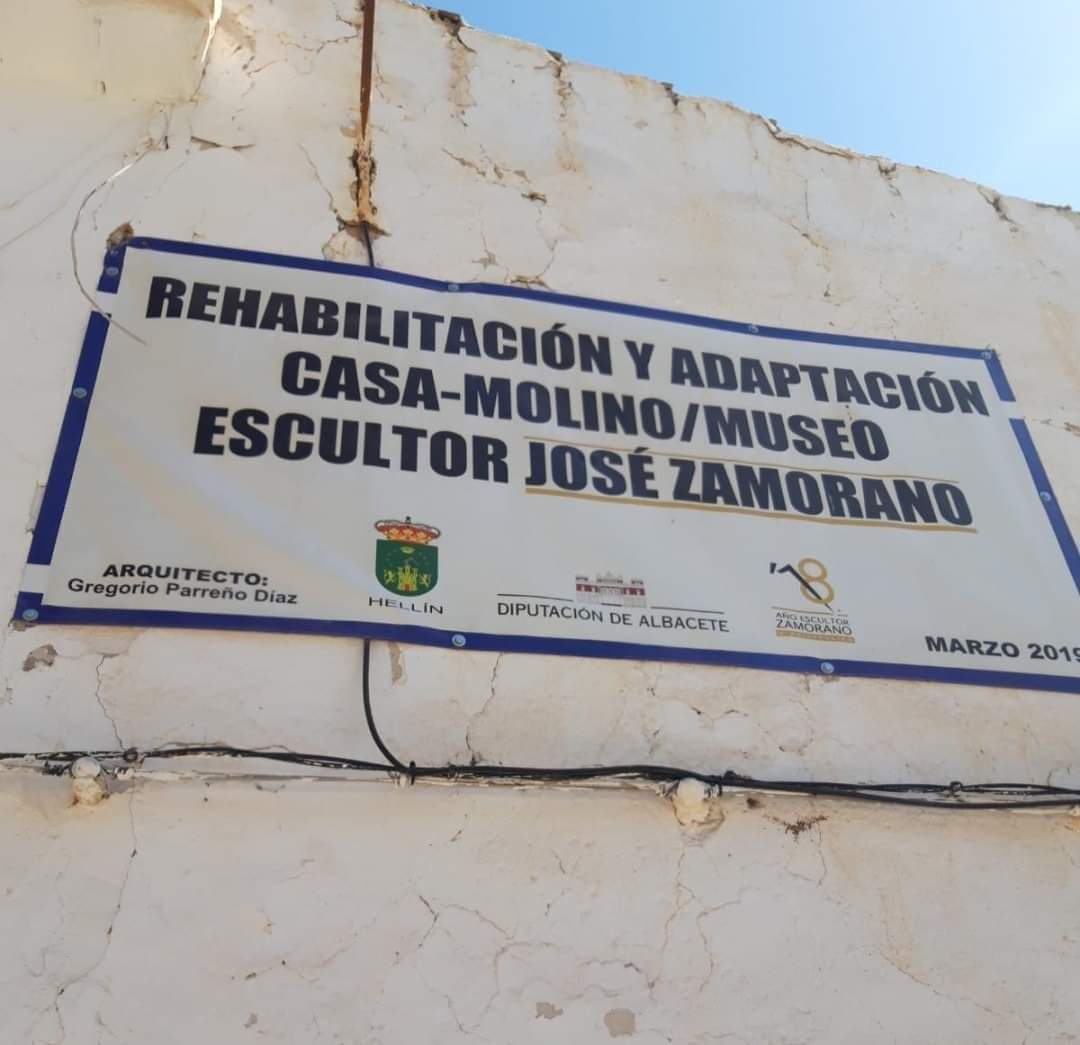 REHABILITACIÓN Y ADAPTACIÓN
CASA-MOLINO/MUSEO
ESCULTOR JOSÉ ZAMORANO
ARQUITECTO:
Gregorio Parreño Díaz
HELLÍN
DIPUTACIÓN DE ALBACETE
'18
AÑO ESCULTOR
ZAMORANO
MARZO 2019